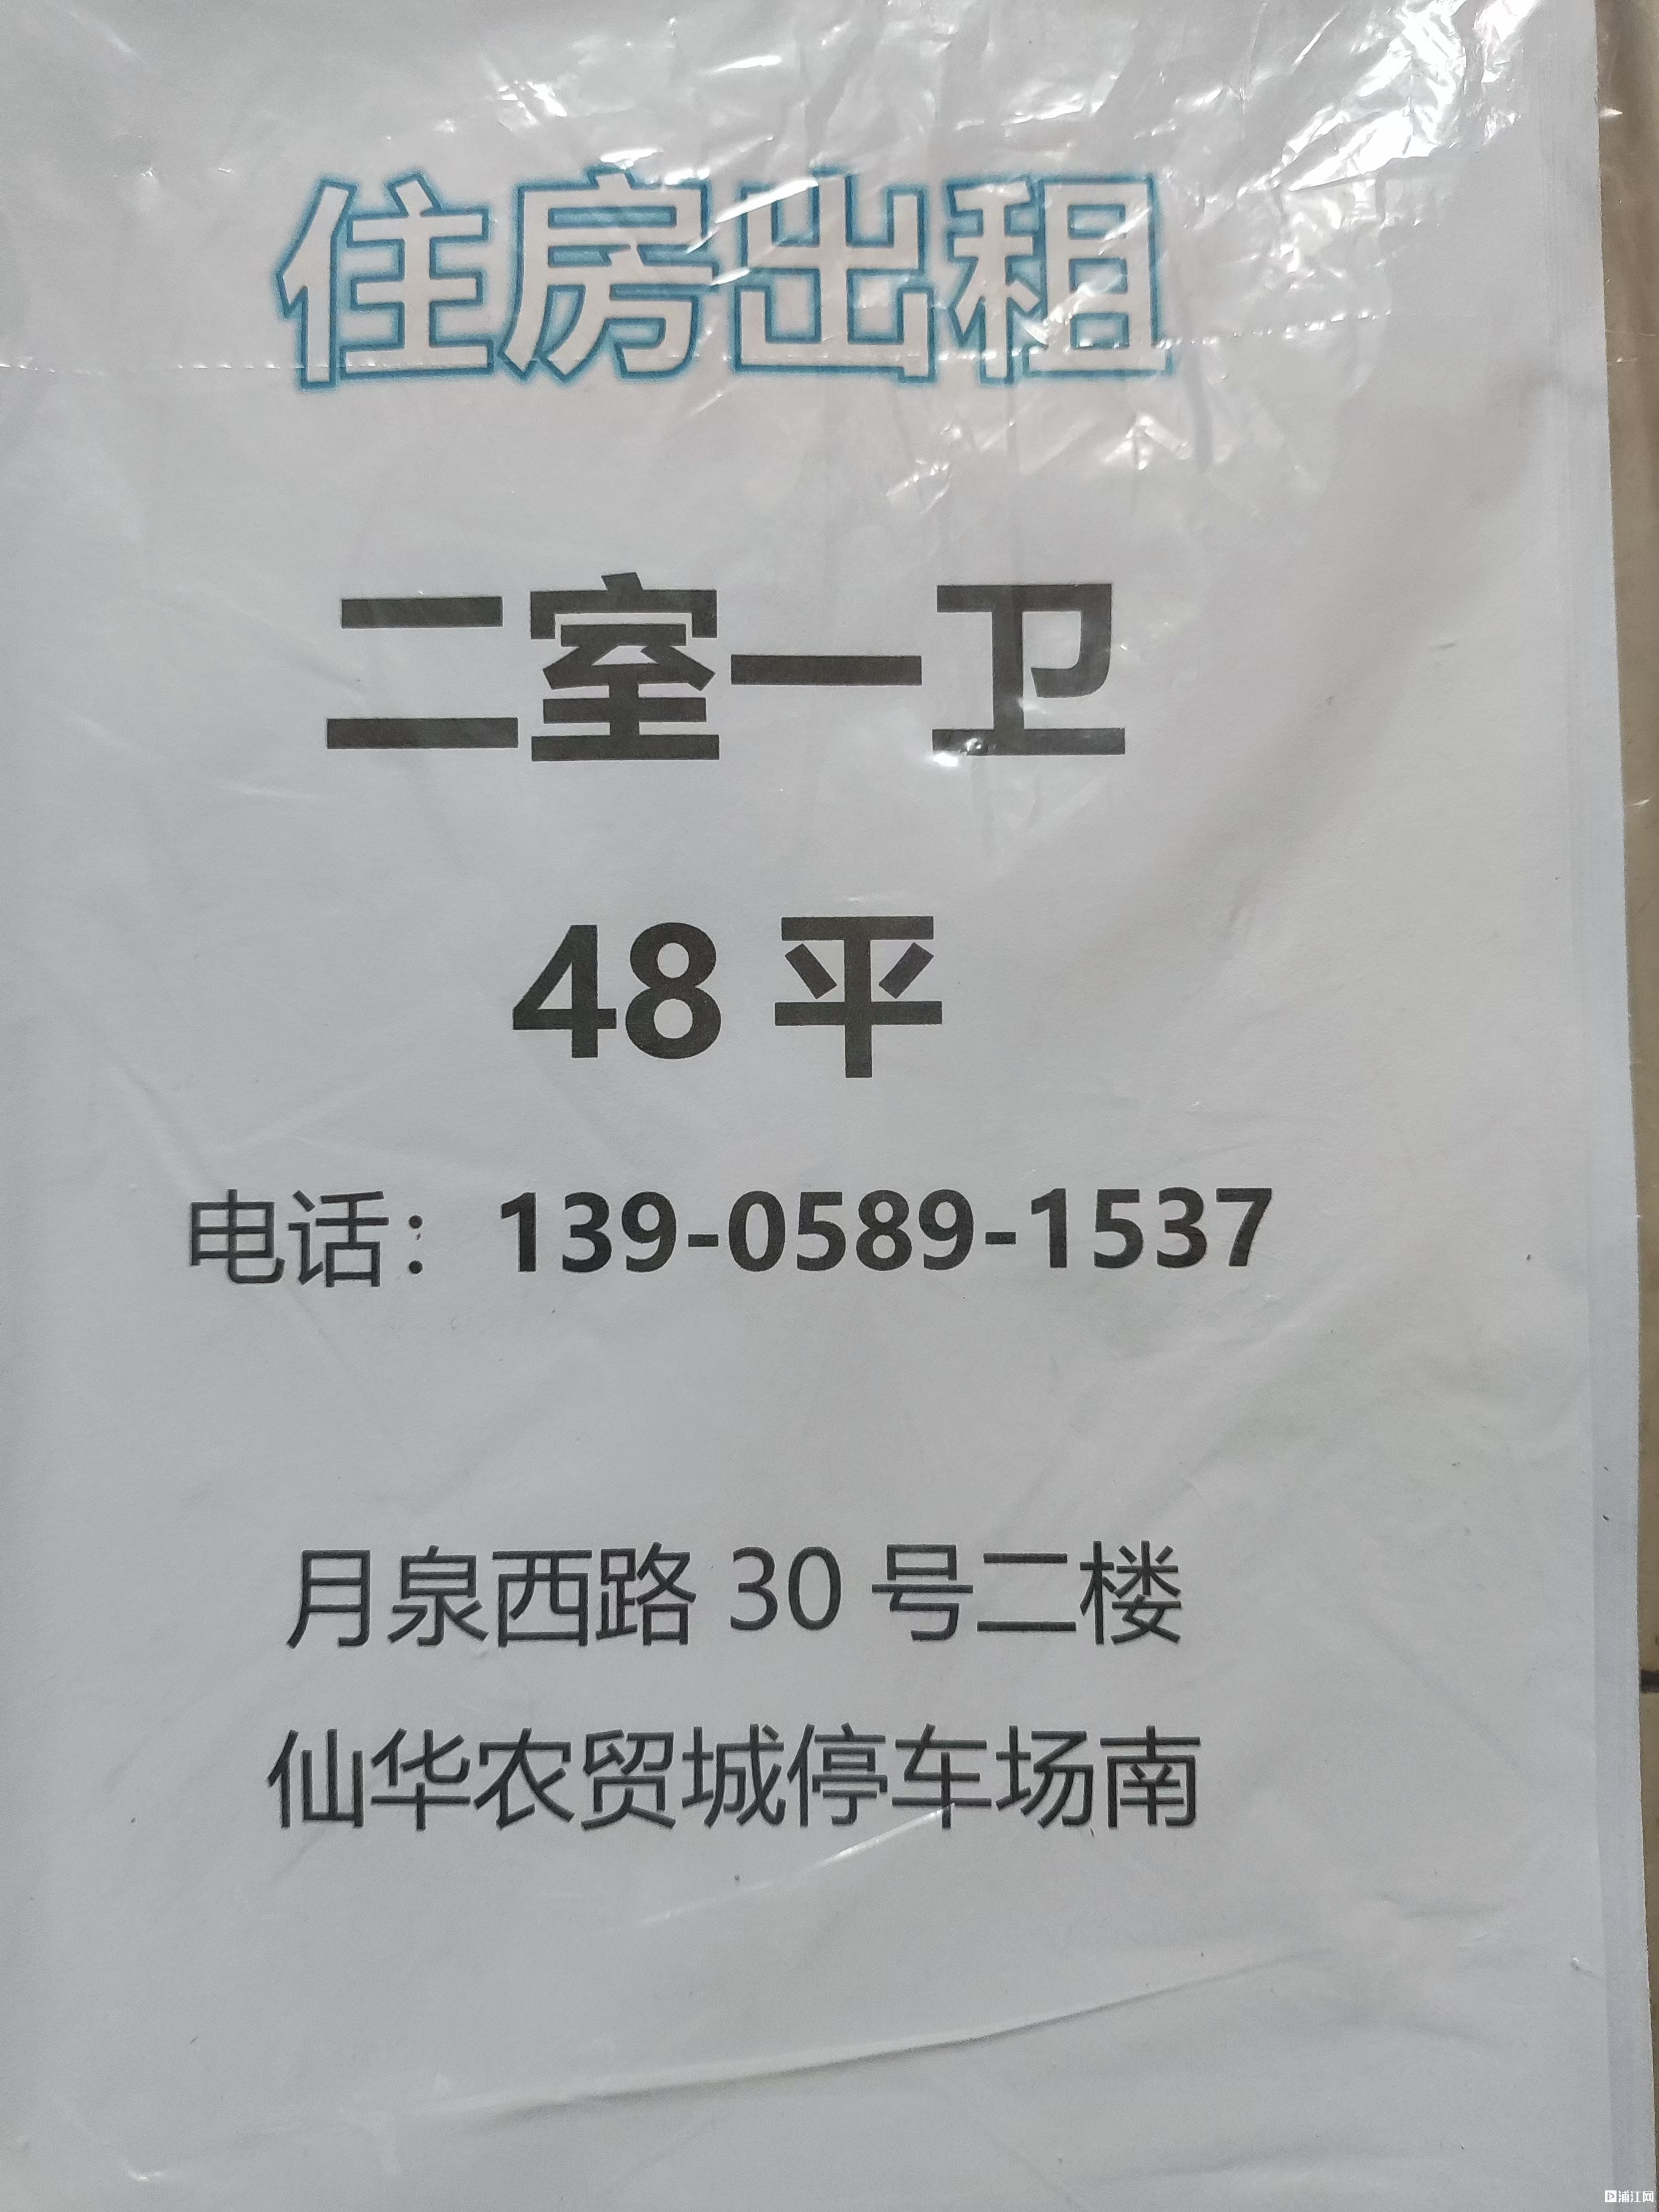 住房出租
二室一卫
48 平
电话：139-0589-1537
月泉西路 30 号二楼
仙华农贸城停车场南
浦江网